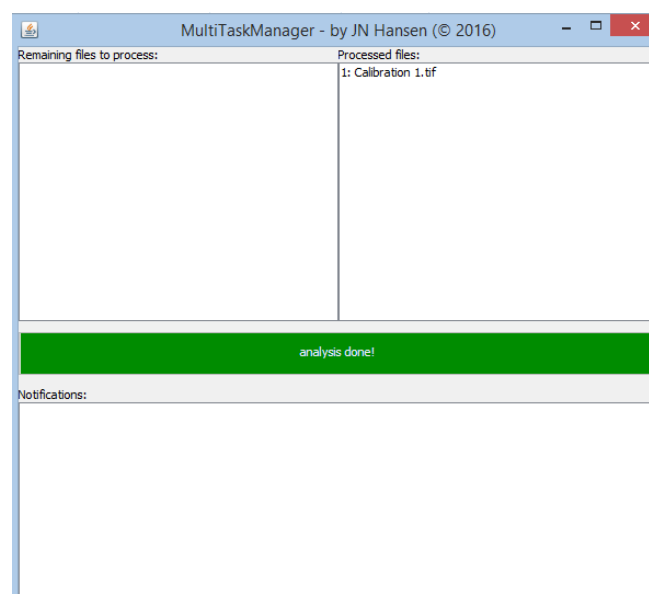 MultiTaskManager - by JN Hansen (© 2016)
Remaining files to process:
Processed files:
1: Calibration 1.tif
analysis done!
Notifications: